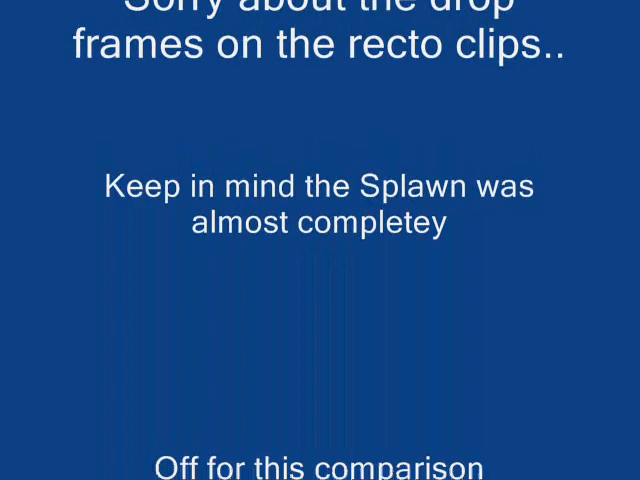 Sorry about the drop
frames on the recto clips..
Keep in mind the Splawn was
almost completey
Off for this comparison